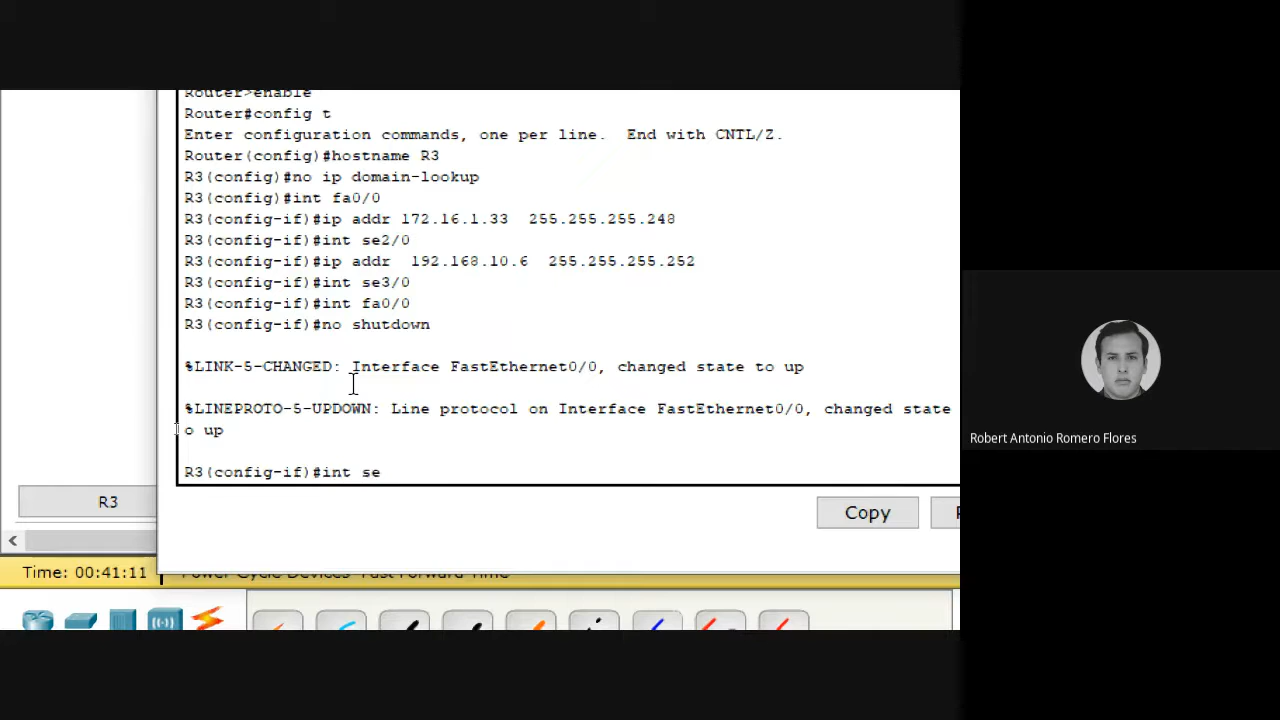 Router>enable
Router#config t
Enter configuration commands, one per line.  End with CNTL/Z.
Router(config)#hostname R3
R3(config)#no ip domain-lookup
R3(config)#int fa0/0
R3(config-if)#ip addr 172.16.1.33  255.255.255.248
R3(config-if)#int se2/0
R3(config-if)#ip addr  192.168.10.6  255.255.255.252
R3(config-if)#int se3/0
R3(config-if)#int fa0/0
R3(config-if)#no shutdown
%LINK-5-CHANGED: Interface FastEthernet0/0, changed state to up
%LINEPROTO-5-UPDOWN: Line protocol on Interface FastEthernet0/0, changed state
o up
R3(config-if)#int se
R3
Copy
Time: 00:41:11
Power Cycle Devices Fast Forward Time
Robert Antonio Romero Flores